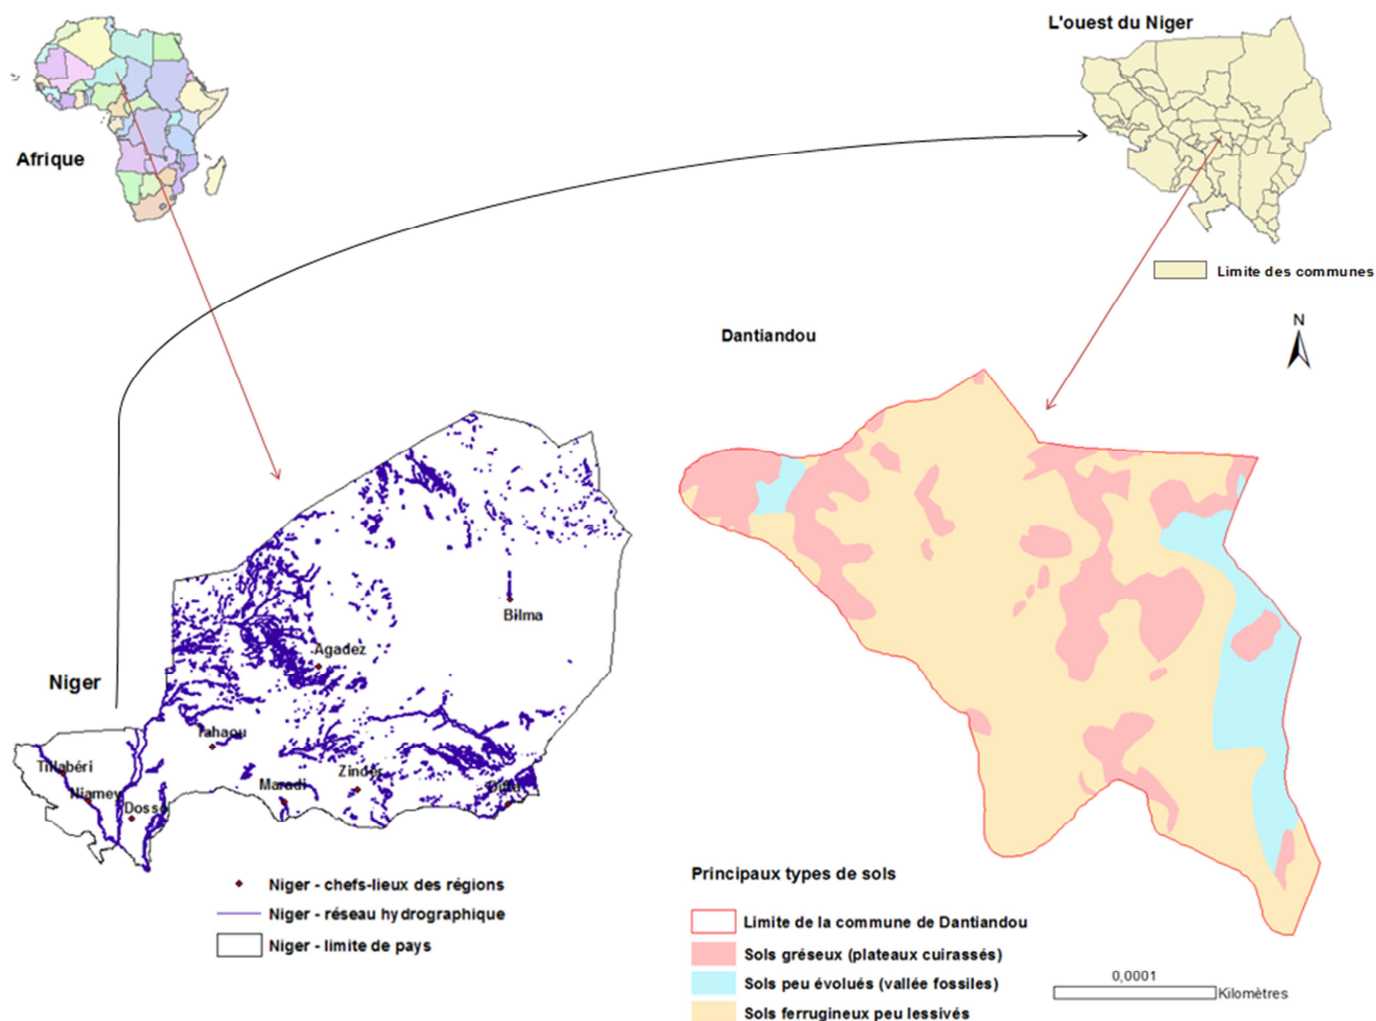 L'ouest du Niger
Afrique
Limite des communes
Dantiandou
N
Bilma
Agadez
Niger
Tahaou
Tillabéri
Zinder
Maradi
Niamey
Diffa
Dosso
Principaux types de sols
Niger - chefs-lieux des régions
Niger - réseau hydrographique
Niger - limite de pays
Limite de la commune de Dantiandou
Sols gréseux (plateaux cuirassés)
Sols peu évolués (vallée fossiles)
Sols ferrugineux peu lessivés
0,0001
Kilomètres